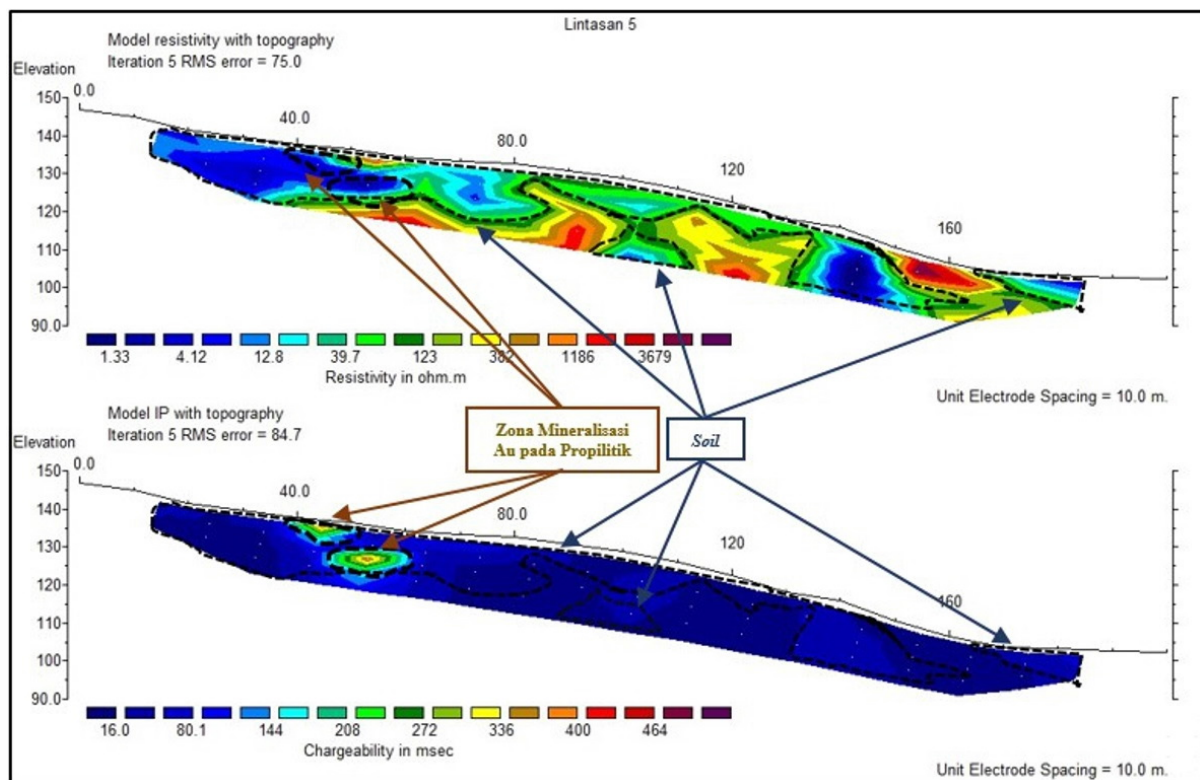 Lintasan 5
Model resistivity with topography
Iteration 5 RMS error = 75.0
Elevation
0.0
150
40.0
140
80.0
130
120
120
160
110
100
90.0
1.33 4.12 12.8 39.7 123 382 1186 3679
Resistivity in ohm.m
Unit Electrode Spacing = 10.0 m.
Zona Mineralisasi
Au pada Propilitik
Soil
Model IP with topography
Iteration 5 RMS error = 84.7
Elevation
0.0
150
40.0
140
80.0
130
120
120
160
110
100
90.0
16.0 80.1 144 208 272 336 400 464
Chargeability in msec
Unit Electrode Spacing = 10.0 m.